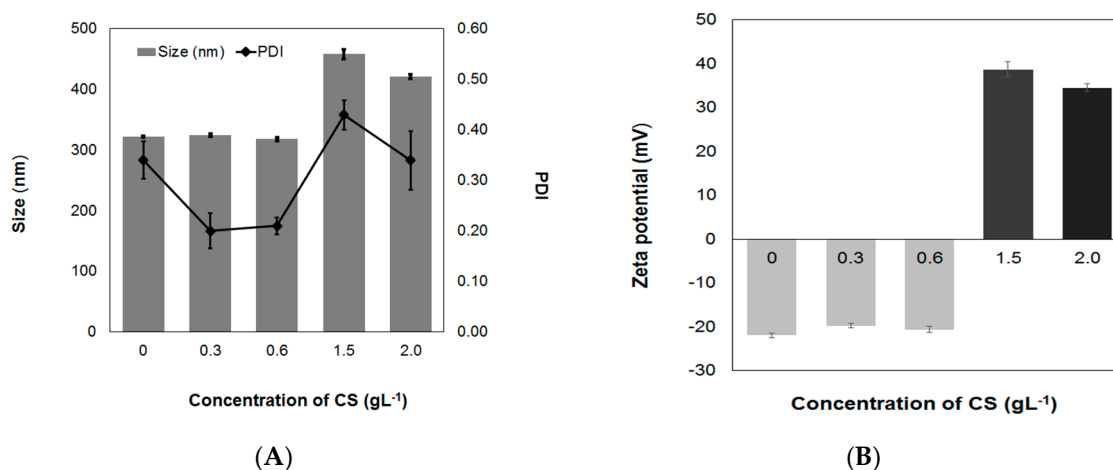 500
400
300
200
100
0
Size (nm)
Size (nm)
PDI
0.60
0.50
0.40
0.30
0.20
0.10
0.00
PDI
0 0.3 0.6 1.5 2.0
Concentration of CS (gL⁻¹)
(A)
50
40
30
20
10
0
-10
-20
-30
Zeta potential (mV)
0 0.3 0.6 1.5 2.0
Concentration of CS (gL⁻¹)
(B)